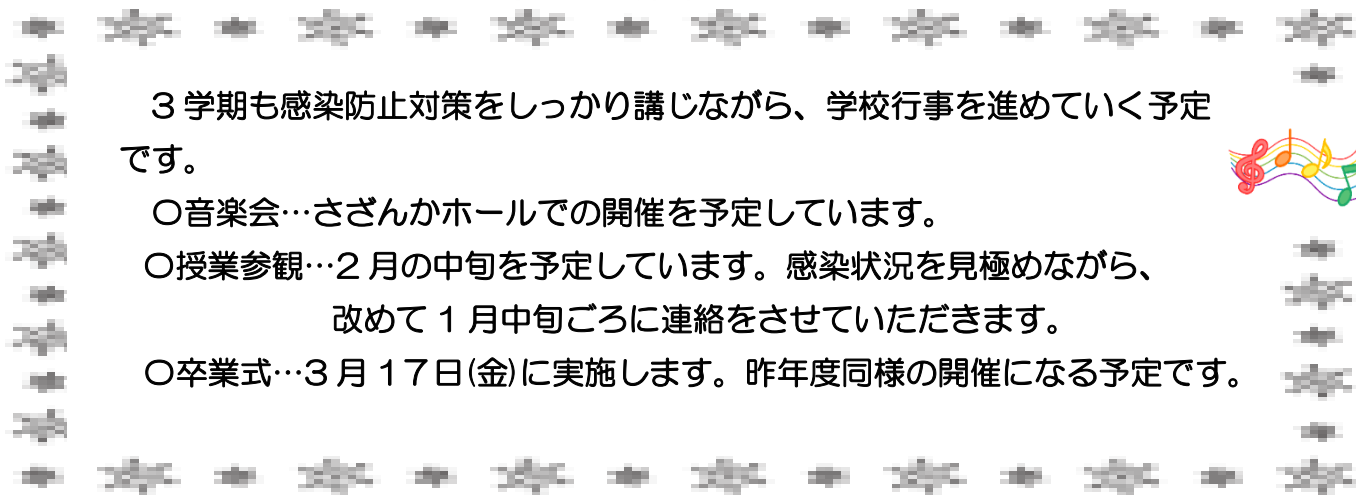 ３学期も感染防止対策をしっかり講じながら、学校行事を進めていく予定
です。
〇音楽会…さざんかホールでの開催を予定しています。
〇授業参観…２月の中旬を予定しています。感染状況を見極めながら、
改めて１月中旬ごろに連絡をさせていただきます。
〇卒業式…３月１７日(金)に実施します。昨年度同様の開催になる予定です。